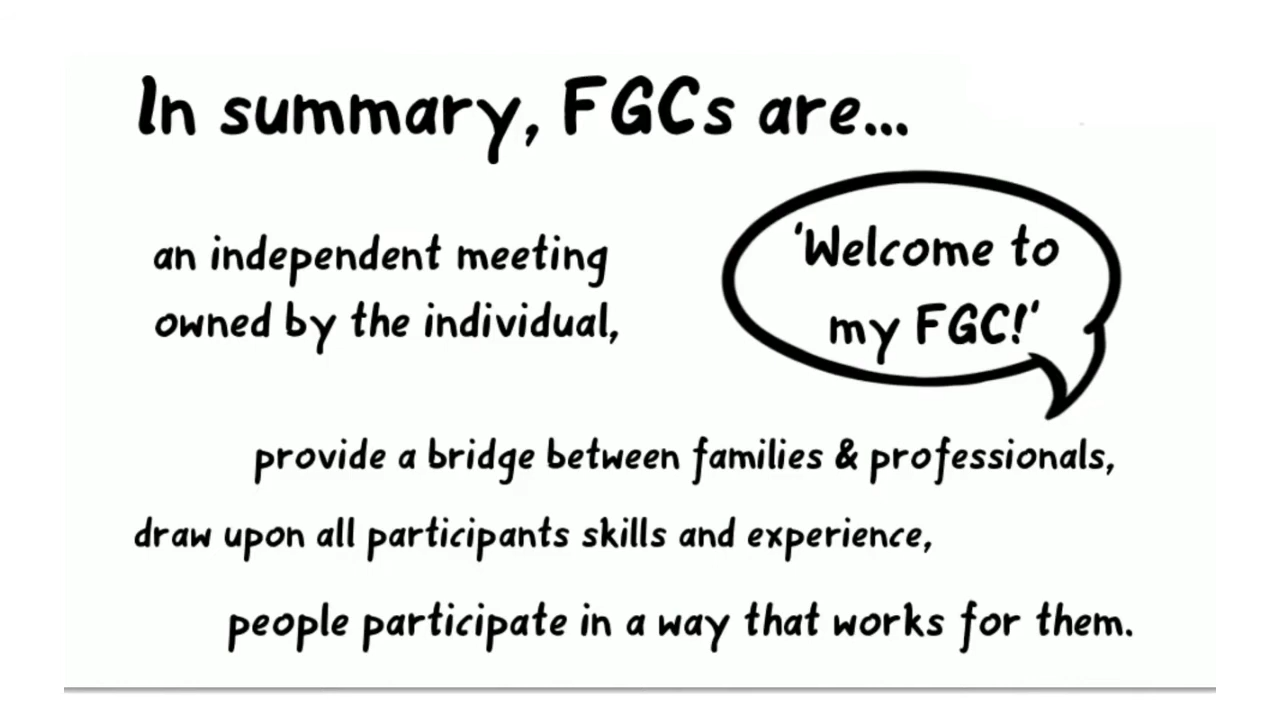 In summary, FGCs are...
an independent meeting
owned by the individual,
'Welcome to
my FGC!'
provide a bridge between families & professionals,
draw upon all participants skills and experience,
people participate in a way that works for them.